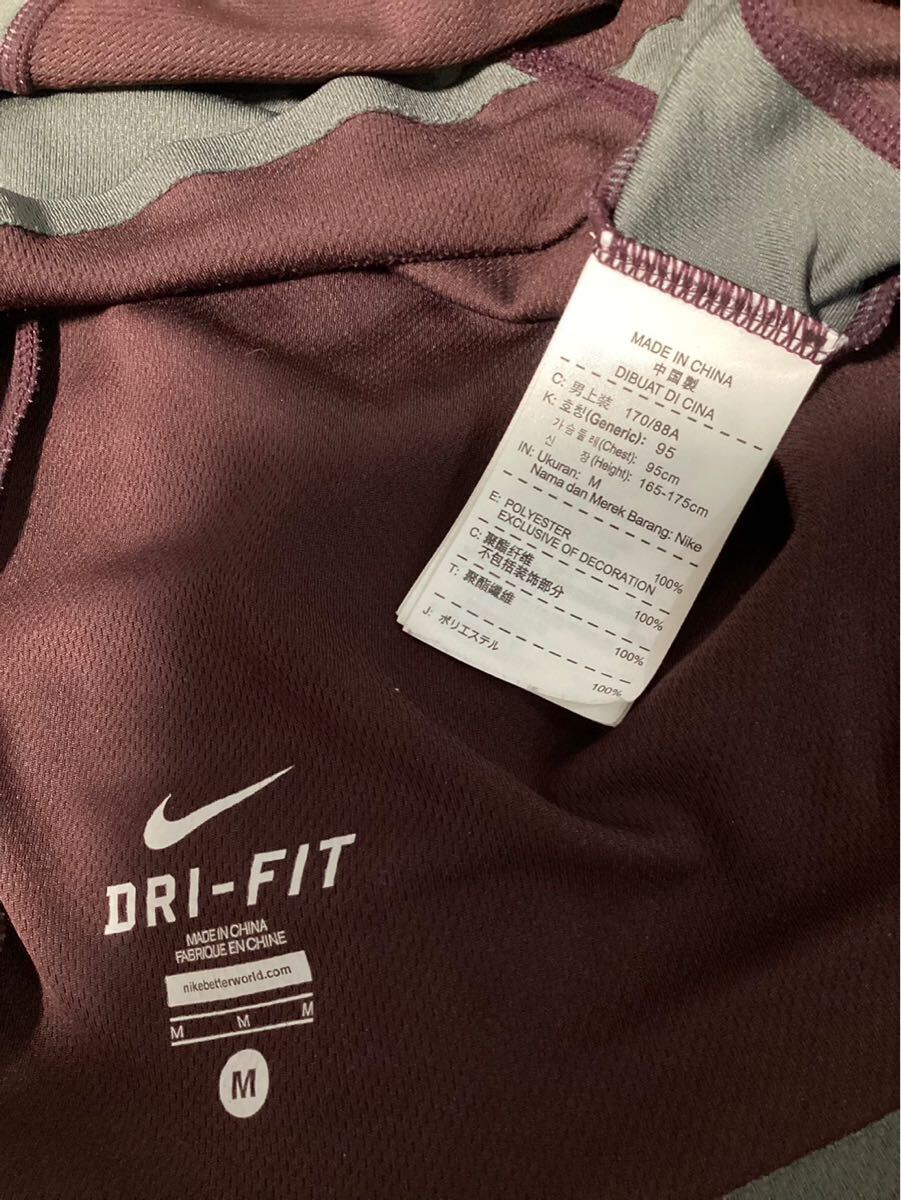 MADE IN CHINA
中国製
DIBUAT DI CINA
C: 男上装 170/88A
K: 호칭(Generic): 95
가슴둘레(Chest): 95cm
신 장(Height): 165-175cm
IN: Ukuran: M
Nama dan Merek Barang: Nike
E: POLYESTER 100%
EXCLUSIVE OF DECORATION
C: 聚酯纤维 100%
不包括装饰部分
T: 聚酯纖維 100%
J: ポリエステル 100%
DRI-FIT
MADE IN CHINA
FABRIQUE EN CHINE
nikebetterworld.com
M M M
M